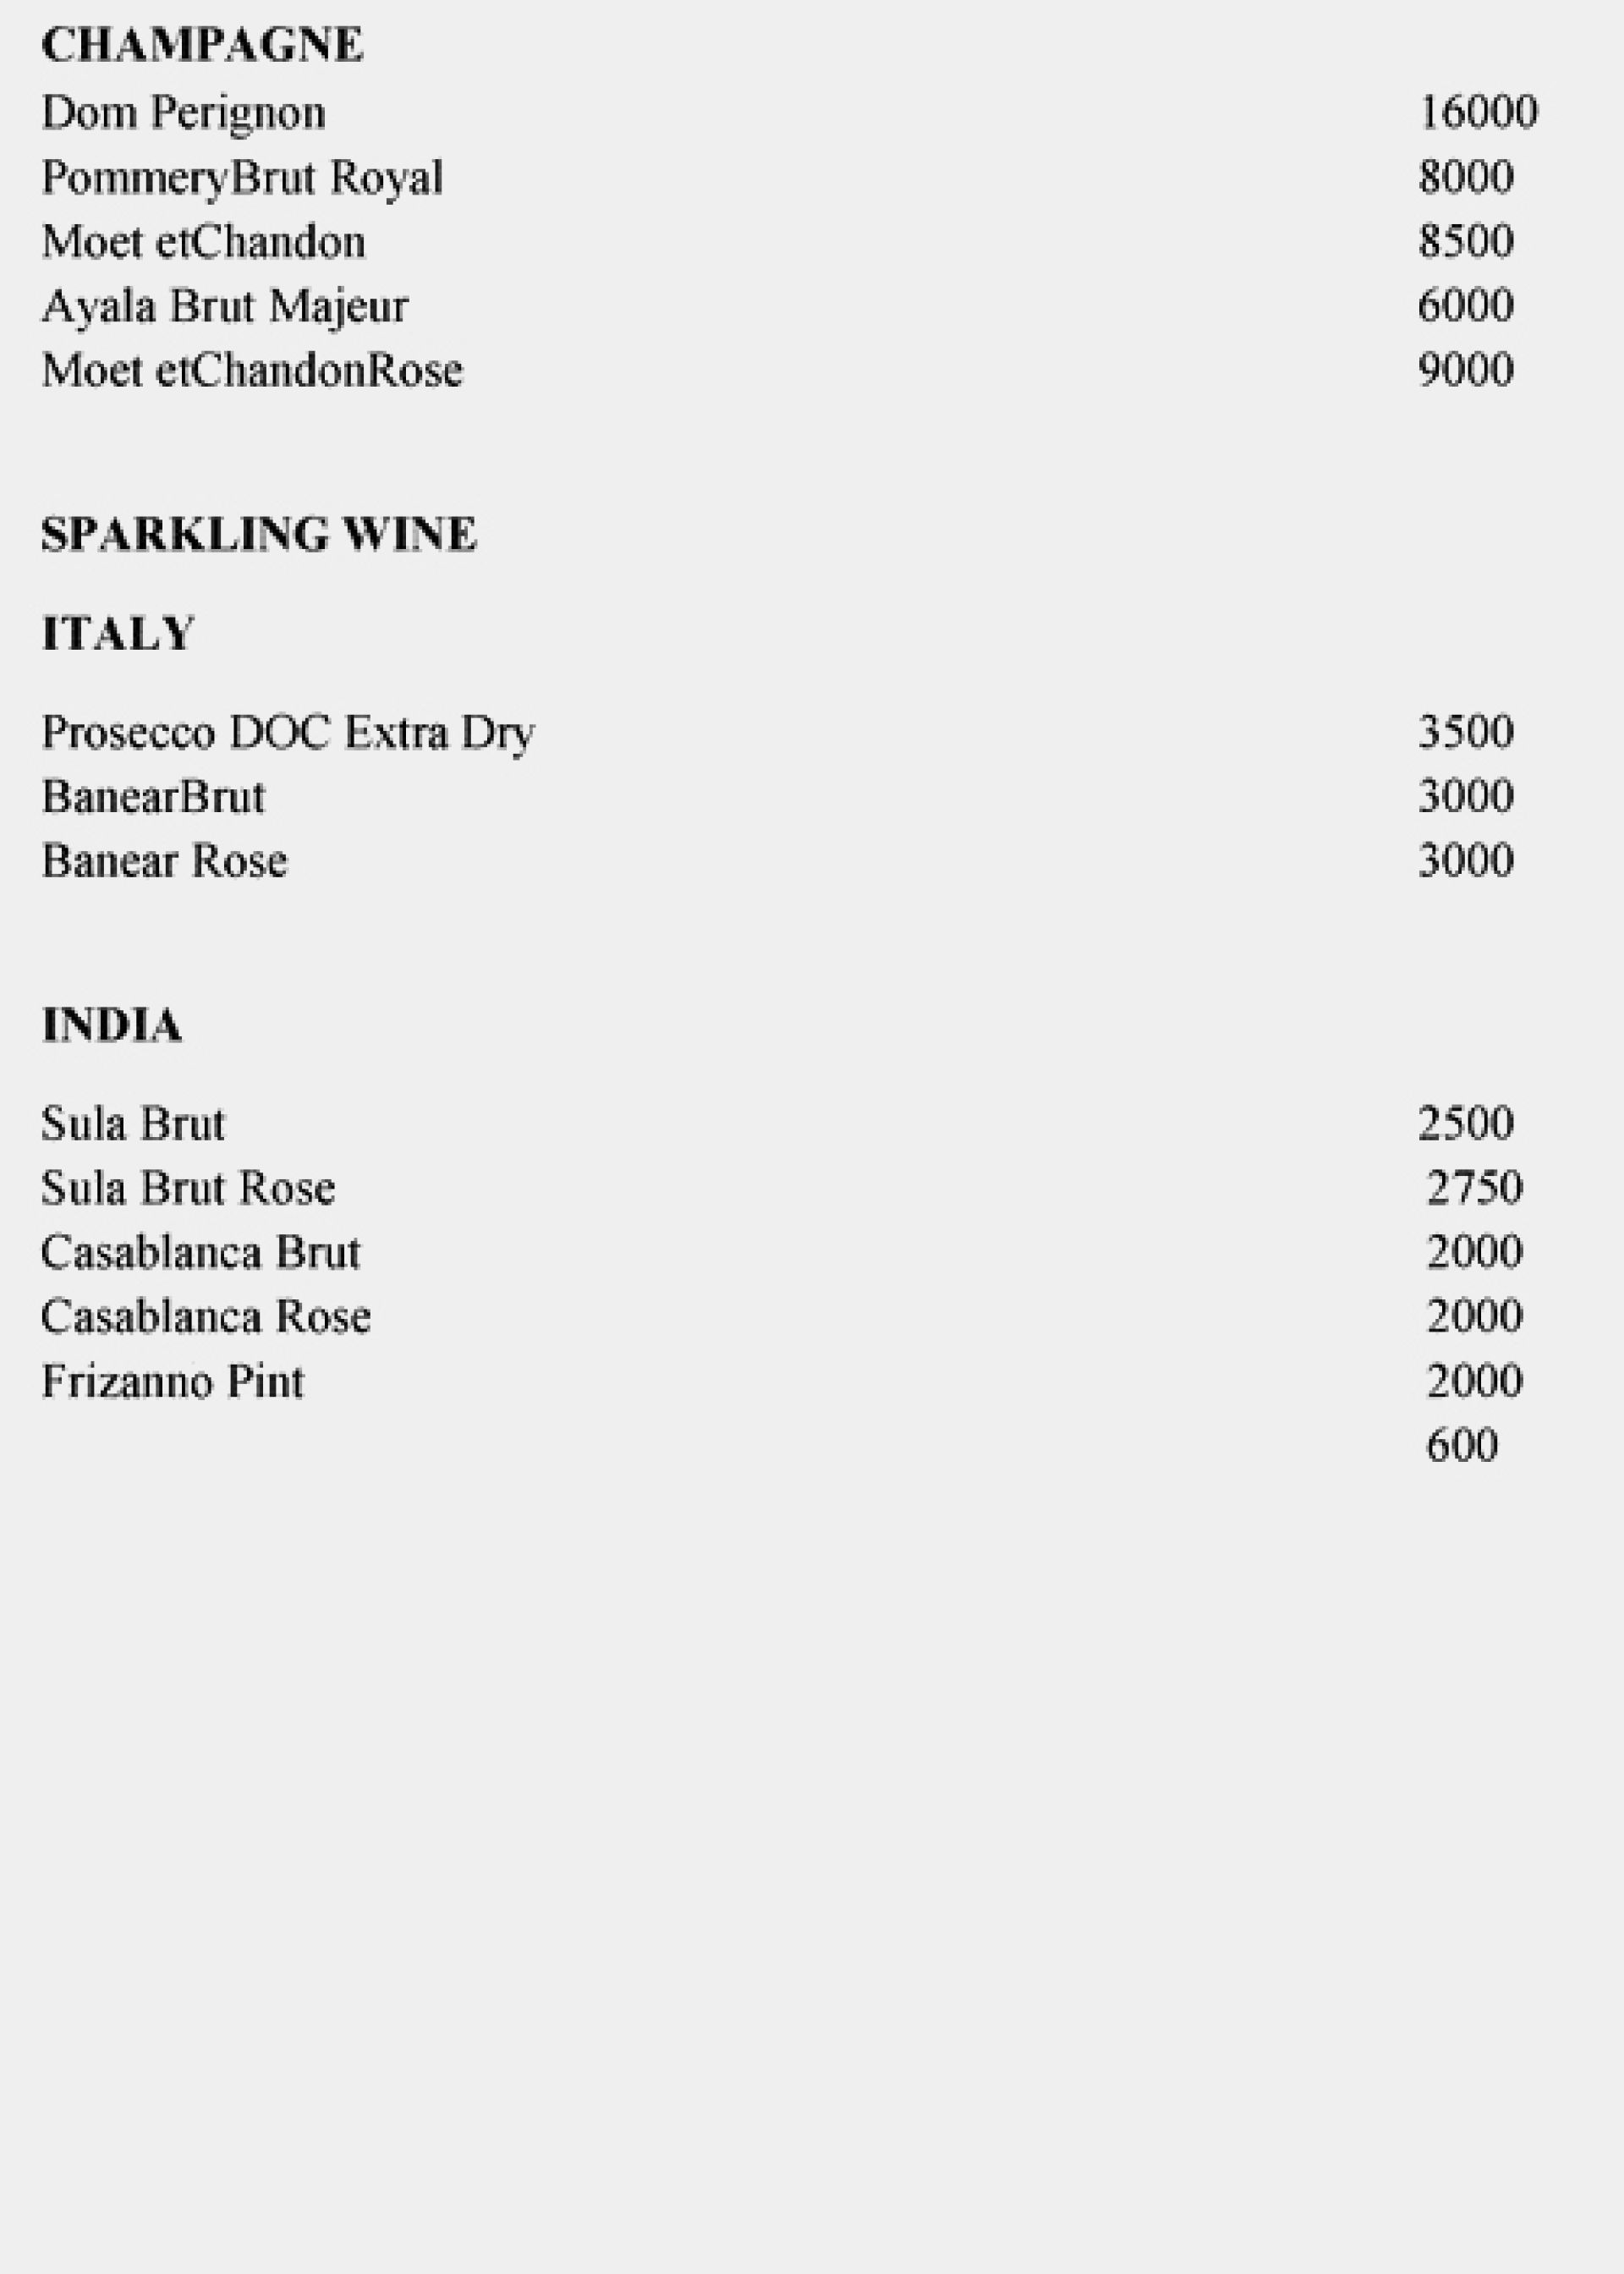 CHAMPAGNE
Dom Perignon 16000
PommeryBrut Royal 8000
Moet etChandon 8500
Ayala Brut Majeur 6000
Moet etChandonRose 9000
SPARKLING WINE
ITALY
Prosecco DOC Extra Dry 3500
BanearBrut 3000
Banear Rose 3000
INDIA
Sula Brut 2500
Sula Brut Rose 2750
Casablanca Brut 2000
Casablanca Rose 2000
Frizanno Pint 2000
600